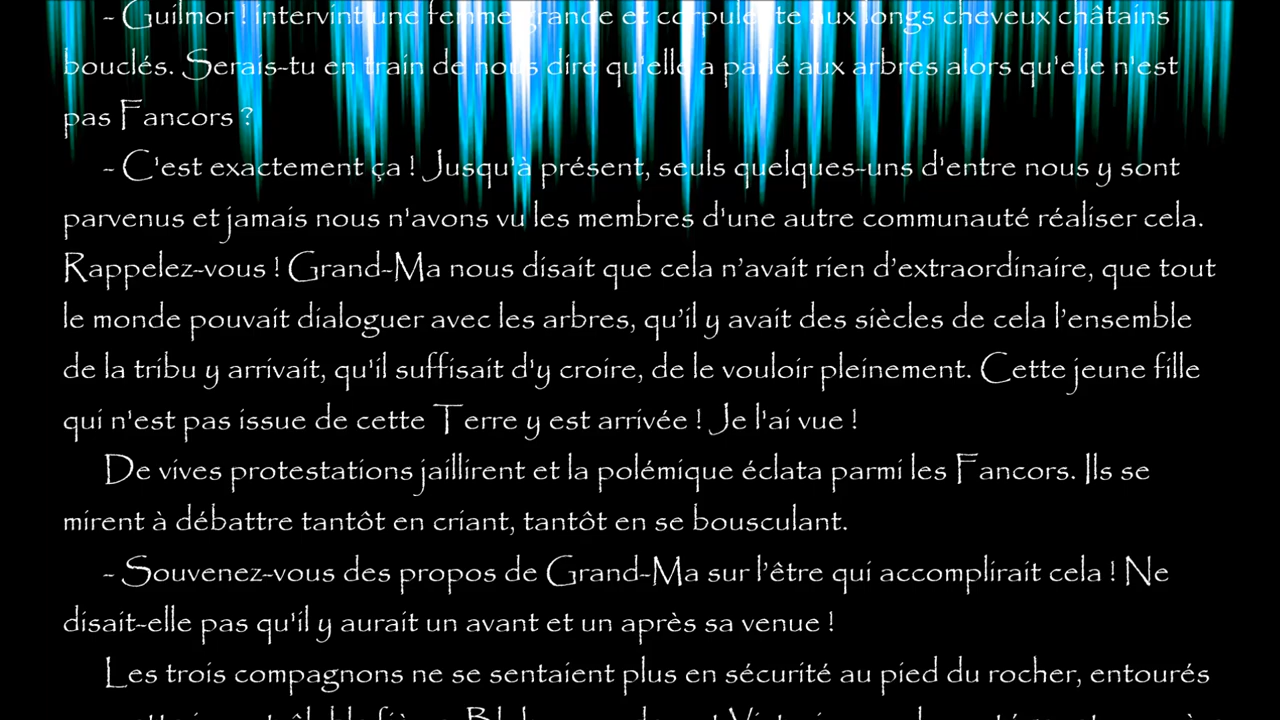 - Guilmor ! intervint une femme grande et corpulente aux longs cheveux châtains
bouclés. Serais-tu en train de nous dire qu'elle a parlé aux arbres alors qu'elle n'est
pas Fancors ?
- C'est exactement ça ! Jusqu'à présent, seuls quelques-uns d'entre nous y sont
parvenus et jamais nous n'avons vu les membres d'une autre communauté réaliser cela.
Rappelez-vous ! Grand-Ma nous disait que cela n’avait rien d’extraordinaire, que tout
le monde pouvait dialoguer avec les arbres, qu’il y avait des siècles de cela l’ensemble
de la tribu y arrivait, qu'il suffisait d'y croire, de le vouloir pleinement. Cette jeune fille
qui n'est pas issue de cette Terre y est arrivée ! Je l'ai vue !
De vives protestations jaillirent et la polémique éclata parmi les Fancors. Ils se
mirent à débattre tantôt en criant, tantôt en se bousculant.
- Souvenez-vous des propos de Grand-Ma sur l’être qui accomplirait cela ! Ne
disait-elle pas qu'il y aurait un avant et un après sa venue !
Les trois compagnons ne se sentaient plus en sécurité au pied du rocher, entourés